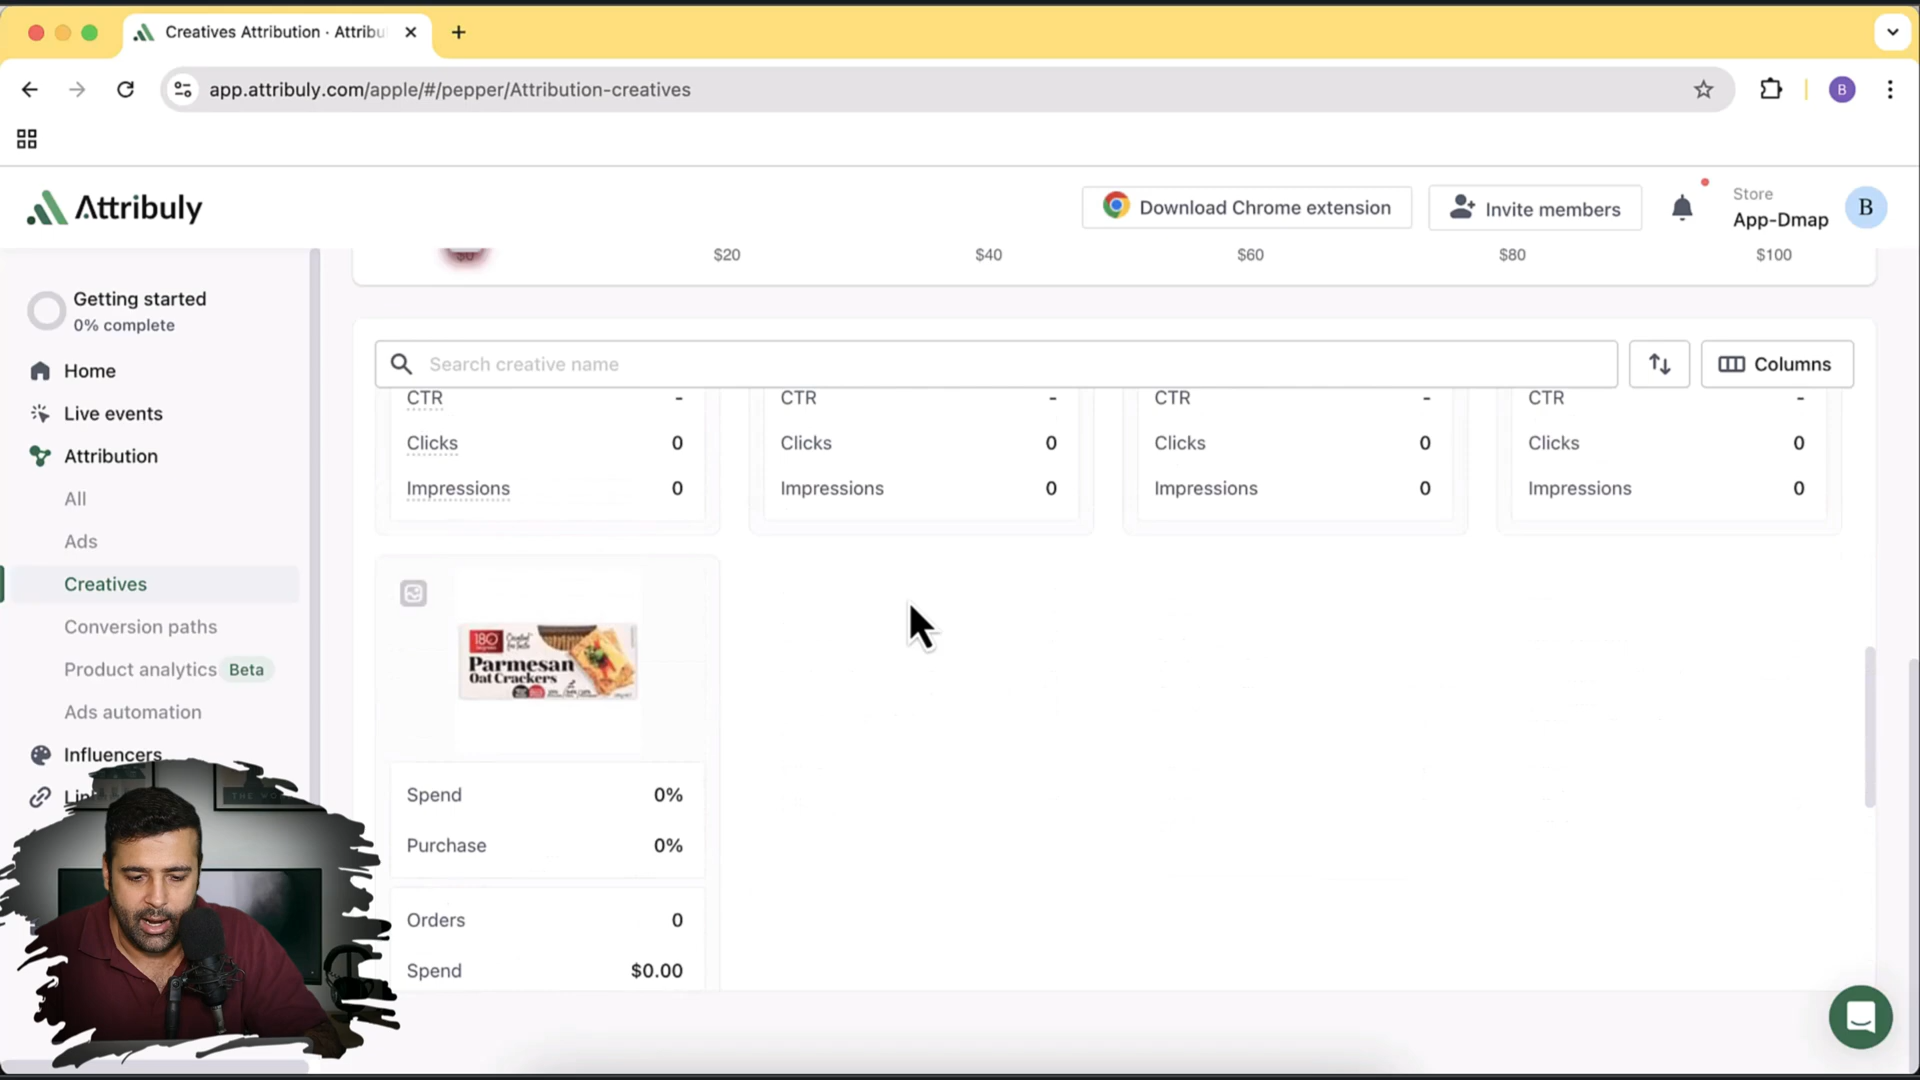 Creatives Attribution · Attribu
app.attribuly.com/apple/#/pepper/Attribution-creatives
B
Attribuly
Download Chrome extension
Invite members
Store
App-Dmap
B
$0
$20
$40
$60
$80
$100
Getting started
0% complete
Home
Live events
Attribution
All
Ads
Creatives
Conversion paths
Product analytics Beta
Ads automation
Influencers
Search creative name
Columns
CTR - CTR - CTR - CTR -
Clicks 0 Clicks 0 Clicks 0 Clicks 0
Impressions 0 Impressions 0 Impressions 0 Impressions 0
180
Parmesan
Oat Crackers
Spend 0%
Purchase 0%
Orders 0
Spend $0.00